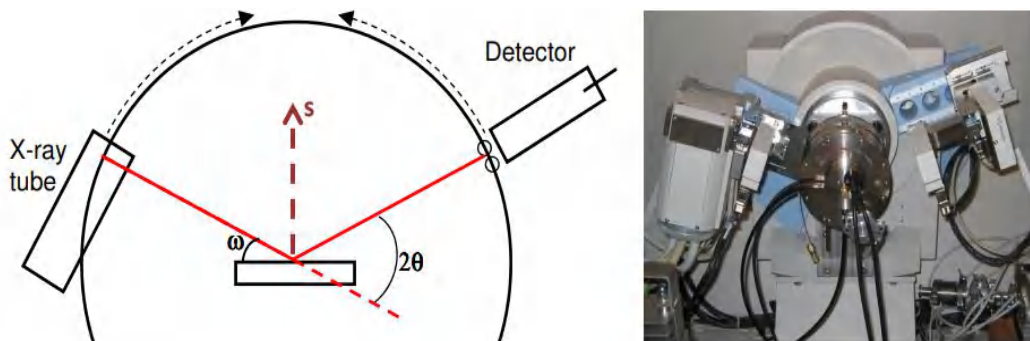 Detector
S
X-ray
tube
ω
2θ